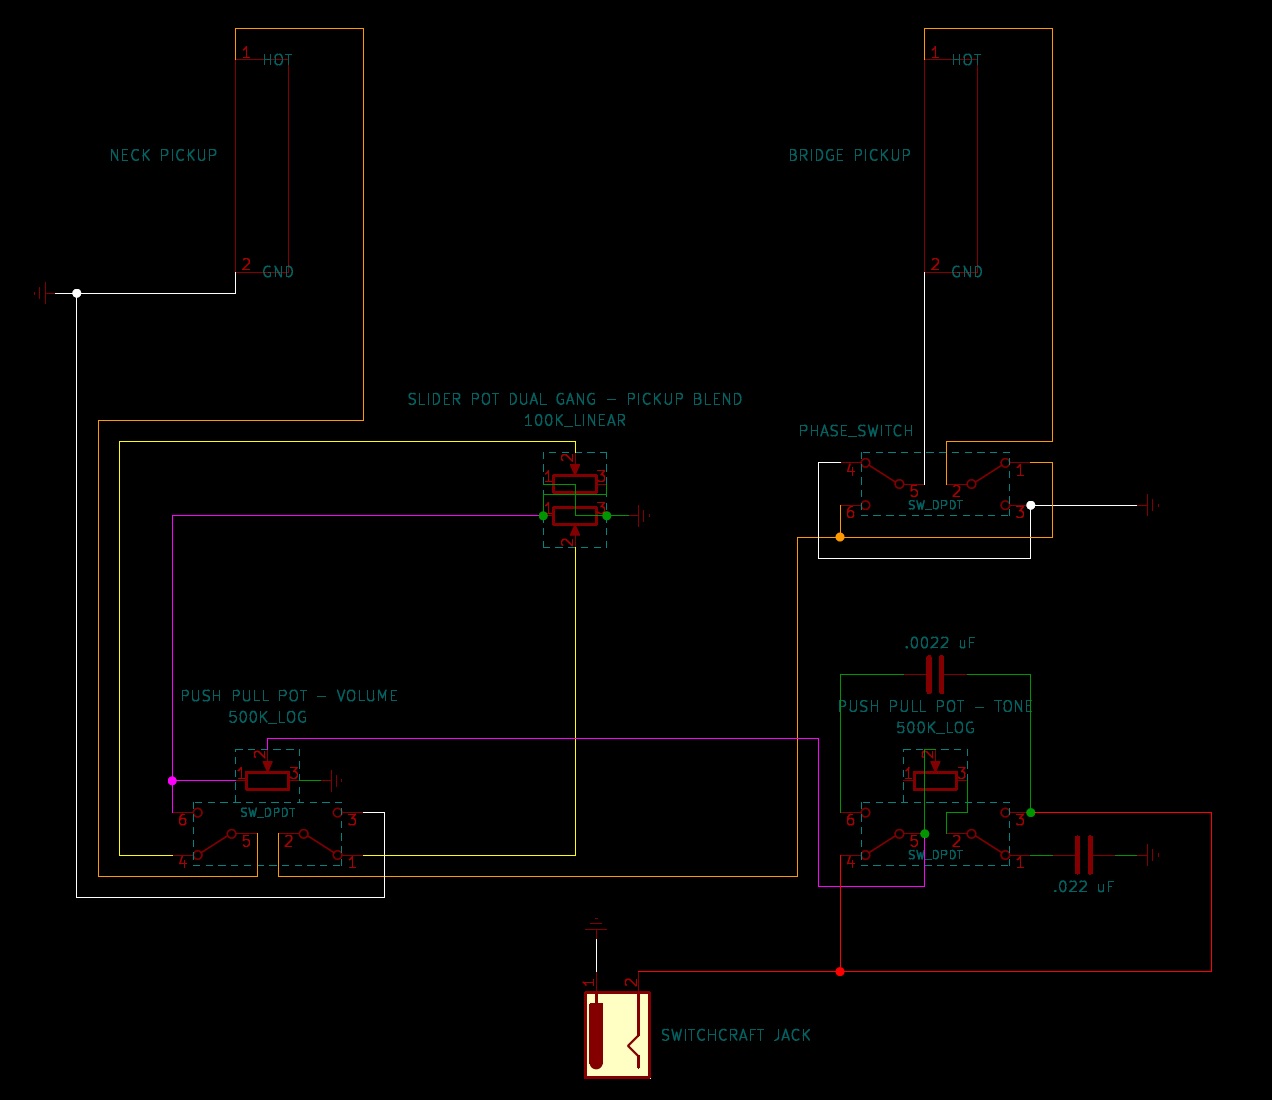 1 HOT
1 HOT
NECK PICKUP
BRIDGE PICKUP
2 GND
2 GND
SLIDER POT DUAL GANG – PICKUP BLEND
100K_LINEAR
PHASE_SWITCH
2
1 3
1 3
2
4 1
5 2
6 SW_DPDT 3
.0022 uF
PUSH PULL POT – VOLUME
500K_LOG
PUSH PULL POT – TONE
500K_LOG
2
1 3
2
1 3
6 SW_DPDT 3
5 2
4 1
6 3
5 2
4 SW_DPDT 1
.022 uF
1 2
SWITCHCRAFT JACK